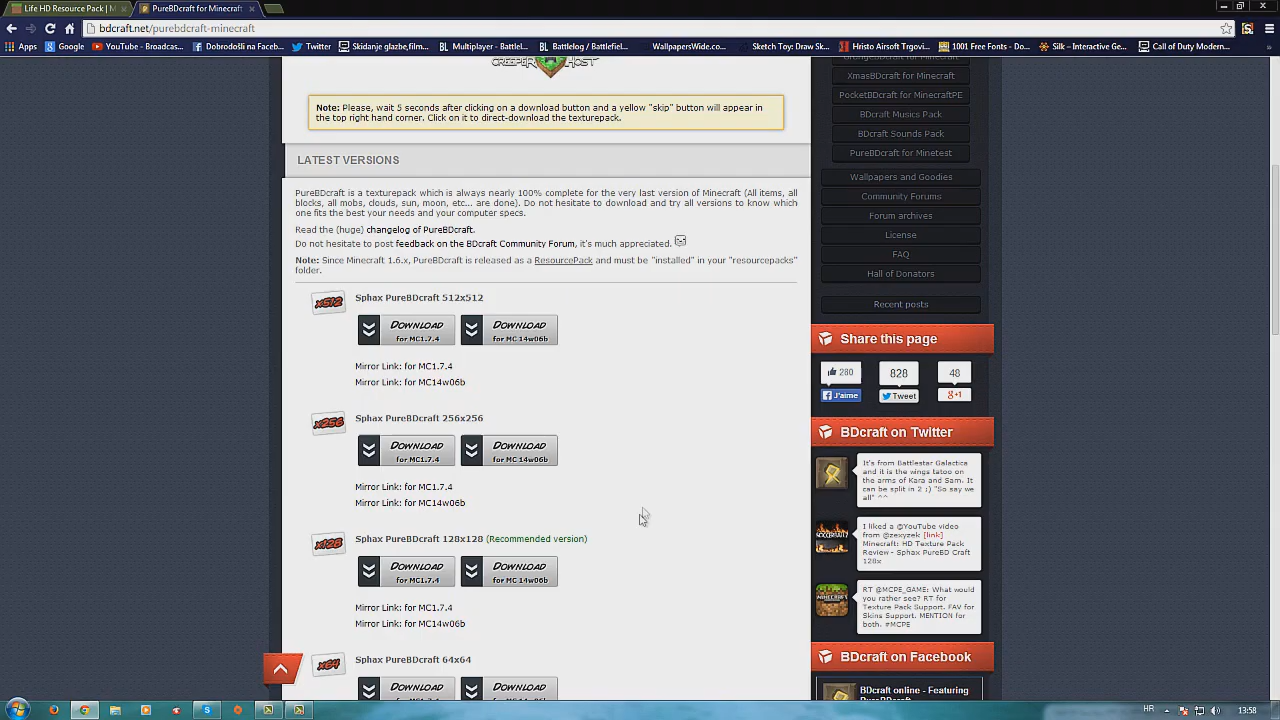 Life HD Resource Pack | M
PureBDcraft for Minecraft
bdcraft.net/purebdcraft-minecraft
Apps
Google
YouTube - Broadcas...
Dobrodošli na Faceb...
Twitter
Skidanje glazbe,film...
Multiplayer - Battlel...
Battlelog / Battlefiel...
WallpapersWide.co...
Sketch Toy: Draw Sk...
Hristo Airsoft Trgovi...
1001 Free Fonts - Do...
Silk – Interactive Ge...
Call of Duty Modern...
CREEPER HOST
Note: Please, wait 5 seconds after clicking on a download button and a yellow "skip" button will appear in
the top right hand corner. Click on it to direct-download the texturepack.
LATEST VERSIONS
PureBDcraft is a texturepack which is always nearly 100% complete for the very last version of Minecraft (All items, all
blocks, all mobs, clouds, sun, moon, etc... are done). Do not hesitate to download and try all versions to know which
one fits the best your needs and your computer specs.
Read the (huge) changelog of PureBDcraft.
Do not hesitate to post feedback on the BDcraft Community Forum, it's much appreciated.
Note: Since Minecraft 1.6.x, PureBDcraft is released as a ResourcePack and must be "installed" in your "resourcepacks"
folder.
x512
Sphax PureBDcraft 512x512
DOWNLOAD
for MC1.7.4
DOWNLOAD
for MC 14w06b
Mirror Link: for MC1.7.4
Mirror Link: for MC14w06b
x256
Sphax PureBDcraft 256x256
DOWNLOAD
for MC1.7.4
DOWNLOAD
for MC 14w06b
Mirror Link: for MC1.7.4
Mirror Link: for MC14w06b
x128
Sphax PureBDcraft 128x128 (Recommended version)
DOWNLOAD
for MC1.7.4
DOWNLOAD
for MC 14w06b
Mirror Link: for MC1.7.4
Mirror Link: for MC14w06b
x64
Sphax PureBDcraft 64x64
DOWNLOAD
for MC1.7.4
DOWNLOAD
for MC 14w06b
XmasBDcraft for Minecraft
PocketBDcraft for MinecraftPE
BDcraft Musics Pack
BDcraft Sounds Pack
PureBDcraft for Minetest
Wallpapers and Goodies
Community Forums
Forum archives
License
FAQ
Hall of Donators
Recent posts
Share this page
280
828
48
J'aime
Tweet
+1
BDcraft on Twitter
It's from Battlestar Galactica
and it is the wings tatoo on
the arms of Kara and Sam. It
can be split in 2 ;) "So say we
all" ^^
I liked a @YouTube video
from @zexyzek [link]
Minecraft: HD Texture Pack
Review - Sphax PureBD Craft
128x
RT @MCPE_GAME: What would
you rather see? RT for
Texture Pack Support. FAV for
Skins Support. MENTION for
both. #MCPE
BDcraft on Facebook
BDcraft online - Featuring
HR
13:58